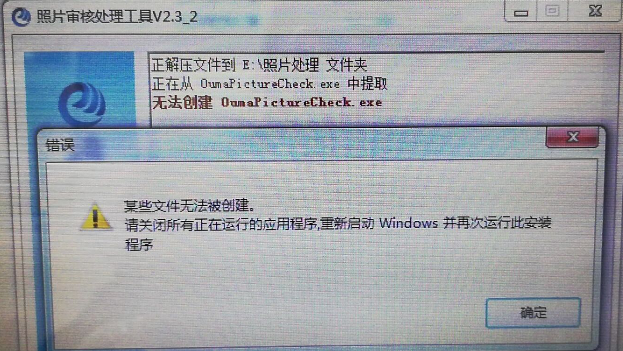 照片审核处理工具V2.3_2
正解压文件到 E:\照片处理 文件夹
正在从 OumaPictureCheck.exe 中提取
无法创建 OumaPictureCheck.exe
错误
某些文件无法被创建。
请关闭所有正在运行的应用程序,重新启动 Windows 并再次运行此安装
程序
确定